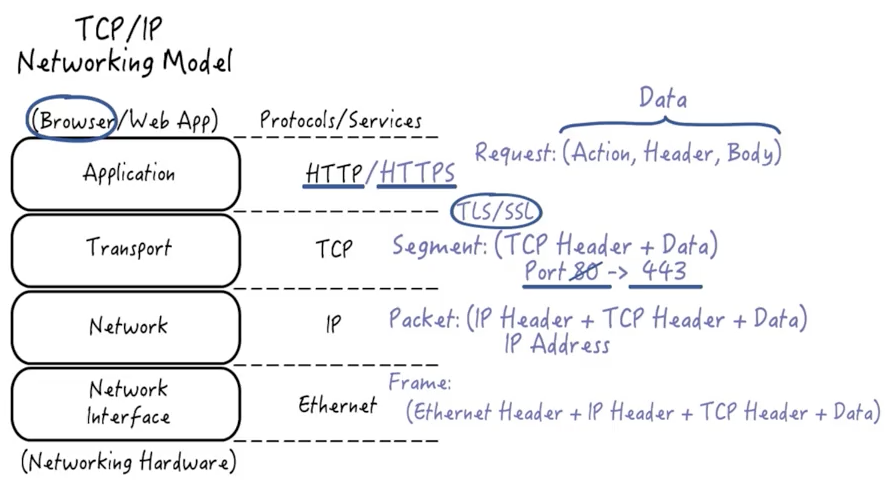 TCP/IP
Networking Model
(Browser/Web App)
Protocols/Services
Data
Request: (Action, Header, Body)
Application
HTTP/HTTPS
TLS/SSL
Transport
TCP
Segment: (TCP Header + Data)
Port 80 -> 443
Network
IP
Packet: (IP Header + TCP Header + Data)
IP Address
Network
Interface
Ethernet
Frame:
(Ethernet Header + IP Header + TCP Header + Data)
(Networking Hardware)